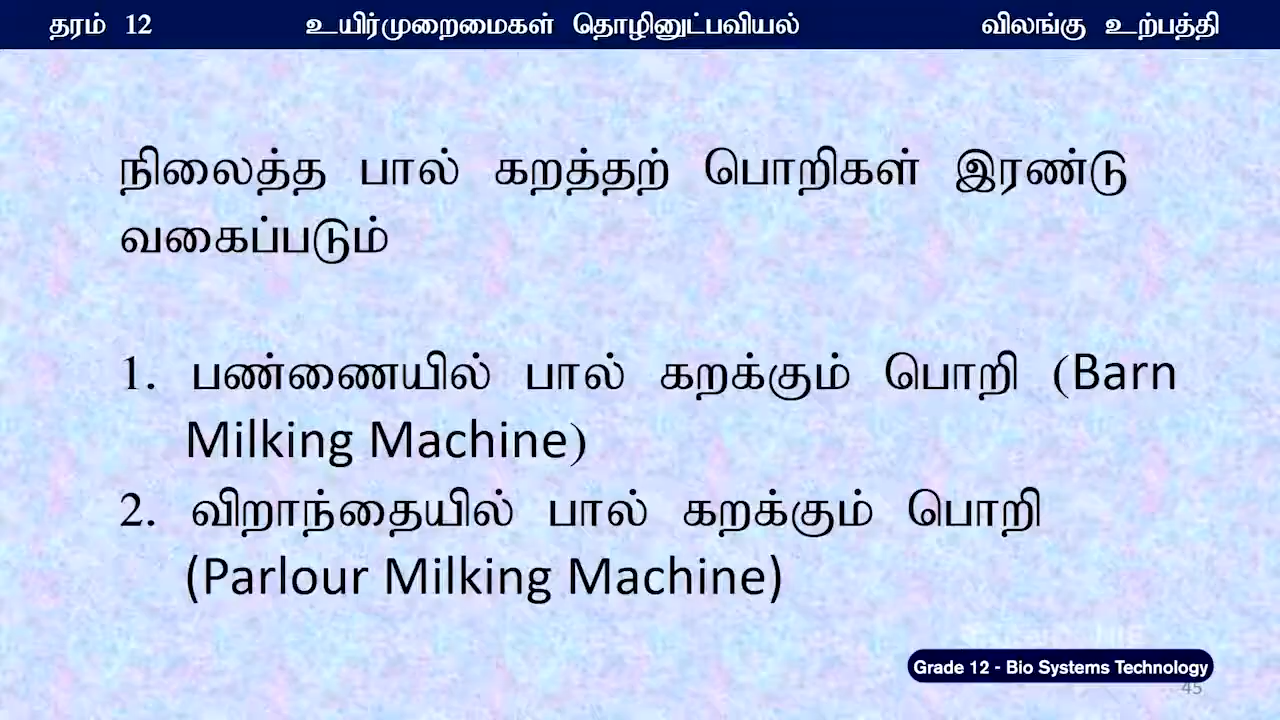 தரம் 12 உயிர்முறைமைகள் தொழினுட்பவியல் விலங்கு உற்பத்தி
நிலைத்த பால் கறத்தற் பொறிகள் இரண்டு
வகைப்படும்
1. பண்ணையில் பால் கறக்கும் பொறி (Barn
Milking Machine)
2. விறாந்தையில் பால் கறக்கும் பொறி
(Parlour Milking Machine)
Grade 12 - Bio Systems Technology
45